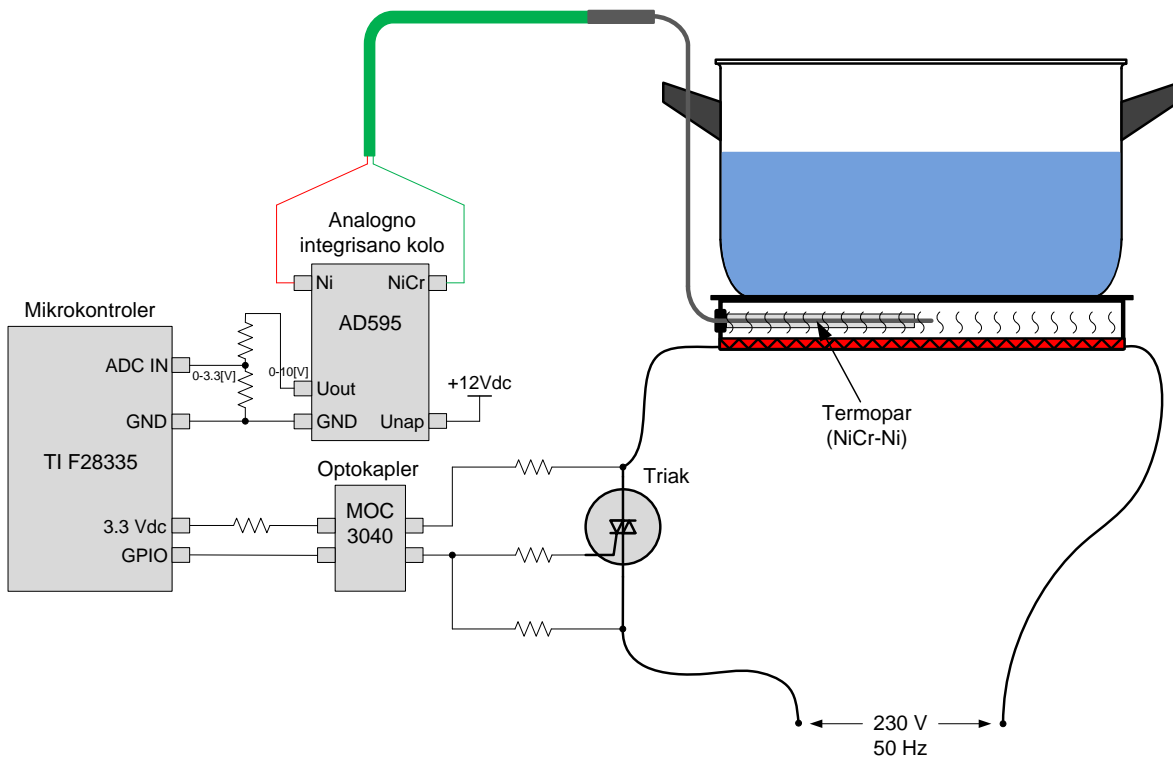 Analogno
integrisano kolo
Ni
NiCr
AD595
Mikrokontroler
ADC IN
0-3.3[V]
0-10[V]
Uout
+12Vdc
GND
GND
Unap
TI F28335
Termopar
(NiCr-Ni)
Optokapler
Triak
MOC
3040
3.3 Vdc
GPIO
230 V
50 Hz